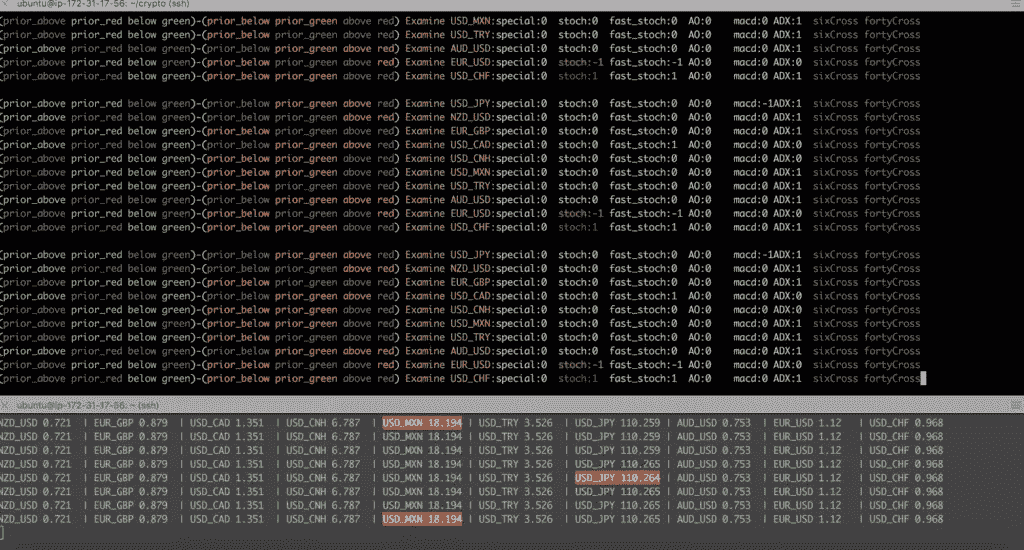 ubuntu@ip-172-31-17-56: ~/crypto (ssh)
(prior_above prior_red below green)-(prior_below prior_green above red) Examine USD_MXN:special:0 stoch:0 fast_stoch:0 AO:0 macd:0 ADX:1 sixCross fortyCross
(prior_above prior_red below green)-(prior_below prior_green above red) Examine USD_TRY:special:0 stoch:0 fast_stoch:0 AO:0 macd:0 ADX:1 sixCross fortyCross
(prior_above prior_red below green)-(prior_below prior_green above red) Examine AUD_USD:special:0 stoch:0 fast_stoch:0 AO:0 macd:0 ADX:1 sixCross fortyCross
(prior_above prior_red below green)-(prior_below prior_green above red) Examine EUR_USD:special:0 stoch:-1 fast_stoch:-1 AO:0 macd:0 ADX:0 sixCross fortyCross
(prior_above prior_red below green)-(prior_below prior_green above red) Examine USD_CHF:special:0 stoch:1 fast_stoch:1 AO:0 macd:0 ADX:1 sixCross fortyCross
(prior_above prior_red below green)-(prior_below prior_green above red) Examine USD_JPY:special:0 stoch:0 fast_stoch:0 AO:0 macd:-1ADX:1 sixCross fortyCross
(prior_above prior_red below green)-(prior_below prior_green above red) Examine NZD_USD:special:0 stoch:0 fast_stoch:0 AO:0 macd:0 ADX:1 sixCross fortyCross
(prior_above prior_red below green)-(prior_below prior_green above red) Examine EUR_GBP:special:0 stoch:0 fast_stoch:0 AO:0 macd:0 ADX:1 sixCross fortyCross
(prior_above prior_red below green)-(prior_below prior_green above red) Examine USD_CAD:special:0 stoch:0 fast_stoch:1 AO:0 macd:0 ADX:0 sixCross fortyCross
(prior_above prior_red below green)-(prior_below prior_green above red) Examine USD_CNH:special:0 stoch:0 fast_stoch:0 AO:0 macd:0 ADX:0 sixCross fortyCross
(prior_above prior_red below green)-(prior_below prior_green above red) Examine USD_MXN:special:0 stoch:0 fast_stoch:0 AO:0 macd:0 ADX:1 sixCross fortyCross
(prior_above prior_red below green)-(prior_below prior_green above red) Examine USD_TRY:special:0 stoch:0 fast_stoch:0 AO:0 macd:0 ADX:1 sixCross fortyCross
(prior_above prior_red below green)-(prior_below prior_green above red) Examine AUD_USD:special:0 stoch:0 fast_stoch:0 AO:0 macd:0 ADX:1 sixCross fortyCross
(prior_above prior_red below green)-(prior_below prior_green above red) Examine EUR_USD:special:0 stoch:-1 fast_stoch:-1 AO:0 macd:0 ADX:0 sixCross fortyCross
(prior_above prior_red below green)-(prior_below prior_green above red) Examine USD_CHF:special:0 stoch:1 fast_stoch:1 AO:0 macd:0 ADX:1 sixCross fortyCross
(prior_above prior_red below green)-(prior_below prior_green above red) Examine USD_JPY:special:0 stoch:0 fast_stoch:0 AO:0 macd:-1ADX:1 sixCross fortyCross
(prior_above prior_red below green)-(prior_below prior_green above red) Examine NZD_USD:special:0 stoch:0 fast_stoch:0 AO:0 macd:0 ADX:1 sixCross fortyCross
(prior_above prior_red below green)-(prior_below prior_green above red) Examine EUR_GBP:special:0 stoch:0 fast_stoch:0 AO:0 macd:0 ADX:1 sixCross fortyCross
(prior_above prior_red below green)-(prior_below prior_green above red) Examine USD_CAD:special:0 stoch:0 fast_stoch:1 AO:0 macd:0 ADX:0 sixCross fortyCross
(prior_above prior_red below green)-(prior_below prior_green above red) Examine USD_CNH:special:0 stoch:0 fast_stoch:0 AO:0 macd:0 ADX:0 sixCross fortyCross
(prior_above prior_red below green)-(prior_below prior_green above red) Examine USD_MXN:special:0 stoch:0 fast_stoch:0 AO:0 macd:0 ADX:1 sixCross fortyCross
(prior_above prior_red below green)-(prior_below prior_green above red) Examine USD_TRY:special:0 stoch:0 fast_stoch:0 AO:0 macd:0 ADX:1 sixCross fortyCross
(prior_above prior_red below green)-(prior_below prior_green above red) Examine AUD_USD:special:0 stoch:0 fast_stoch:0 AO:0 macd:0 ADX:1 sixCross fortyCross
(prior_above prior_red below green)-(prior_below prior_green above red) Examine EUR_USD:special:0 stoch:-1 fast_stoch:-1 AO:0 macd:0 ADX:0 sixCross fortyCross
(prior_above prior_red below green)-(prior_below prior_green above red) Examine USD_CHF:special:0 stoch:1 fast_stoch:1 AO:0 macd:0 ADX:1 sixCross fortyCross
ubuntu@ip-172-31-17-56: ~ (ssh)
NZD_USD 0.721 | EUR_GBP 0.879 | USD_CAD 1.351 | USD_CNH 6.787 | USD_MXN 18.194 | USD_TRY 3.526 | USD_JPY 110.259 | AUD_USD 0.753 | EUR_USD 1.12 | USD_CHF 0.968
NZD_USD 0.721 | EUR_GBP 0.879 | USD_CAD 1.351 | USD_CNH 6.787 | USD_MXN 18.194 | USD_TRY 3.526 | USD_JPY 110.259 | AUD_USD 0.753 | EUR_USD 1.12 | USD_CHF 0.968
NZD_USD 0.721 | EUR_GBP 0.879 | USD_CAD 1.351 | USD_CNH 6.787 | USD_MXN 18.194 | USD_TRY 3.526 | USD_JPY 110.259 | AUD_USD 0.753 | EUR_USD 1.12 | USD_CHF 0.968
NZD_USD 0.721 | EUR_GBP 0.879 | USD_CAD 1.351 | USD_CNH 6.787 | USD_MXN 18.194 | USD_TRY 3.526 | USD_JPY 110.265 | AUD_USD 0.753 | EUR_USD 1.12 | USD_CHF 0.968
NZD_USD 0.721 | EUR_GBP 0.879 | USD_CAD 1.351 | USD_CNH 6.787 | USD_MXN 18.194 | USD_TRY 3.526 | USD_JPY 110.264 | AUD_USD 0.753 | EUR_USD 1.12 | USD_CHF 0.968
NZD_USD 0.721 | EUR_GBP 0.879 | USD_CAD 1.351 | USD_CNH 6.787 | USD_MXN 18.194 | USD_TRY 3.526 | USD_JPY 110.265 | AUD_USD 0.753 | EUR_USD 1.12 | USD_CHF 0.968
NZD_USD 0.721 | EUR_GBP 0.879 | USD_CAD 1.351 | USD_CNH 6.787 | USD_MXN 18.194 | USD_TRY 3.526 | USD_JPY 110.265 | AUD_USD 0.753 | EUR_USD 1.12 | USD_CHF 0.968
NZD_USD 0.721 | EUR_GBP 0.879 | USD_CAD 1.351 | USD_CNH 6.787 | USD_MXN 18.194 | USD_TRY 3.526 | USD_JPY 110.265 | AUD_USD 0.753 | EUR_USD 1.12 | USD_CHF 0.968